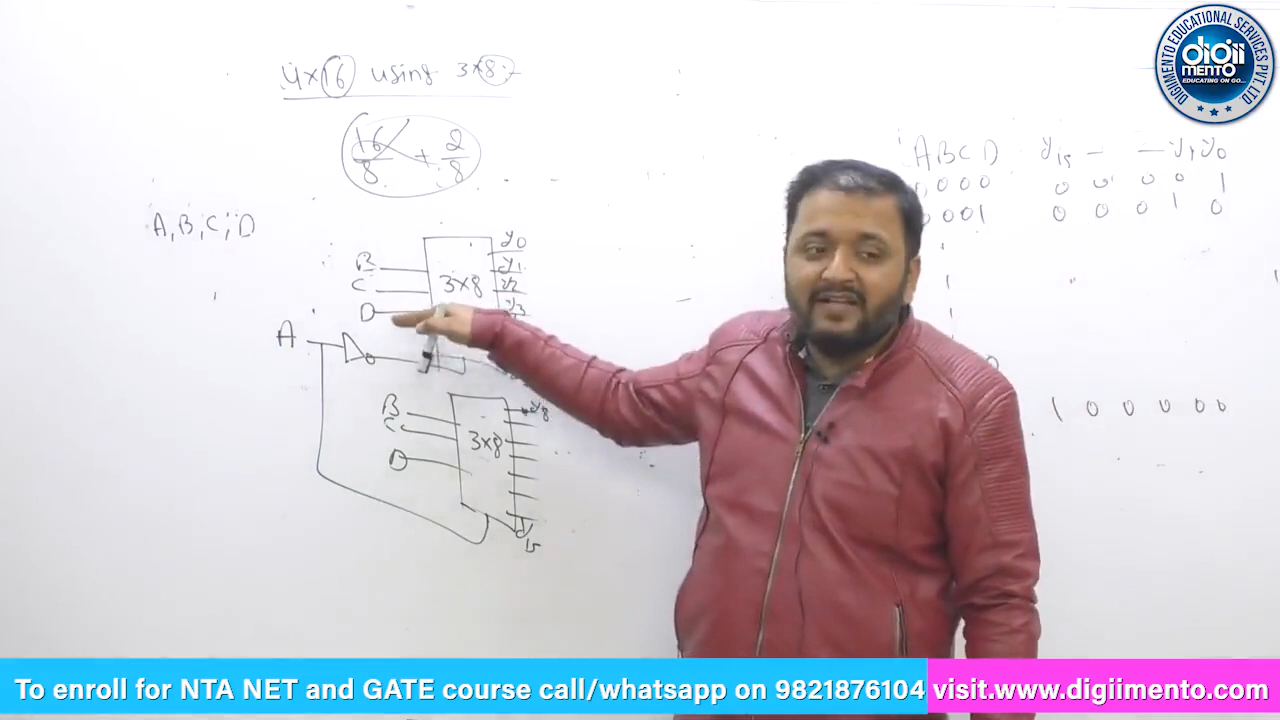 4×16 using 3×8:-
16/8 + 2/8
A, B, C, D
B
C
D
3×8
y0
y1
y2
y3
A
B
C
D
3×8
y8
y15
A B C D y15 - - y1 y0
0000 0 0 0 0 1
0001 0 0 0 1 0
1 0 0 0 0 0
DIGIIMENTO EDUCATIONAL SERVICES PVT. LTD
digii
MENTO
EDUCATING ON GO...
To enroll for NTA NET and GATE course call/whatsapp on 9821876104 visit.www.digiimento.com